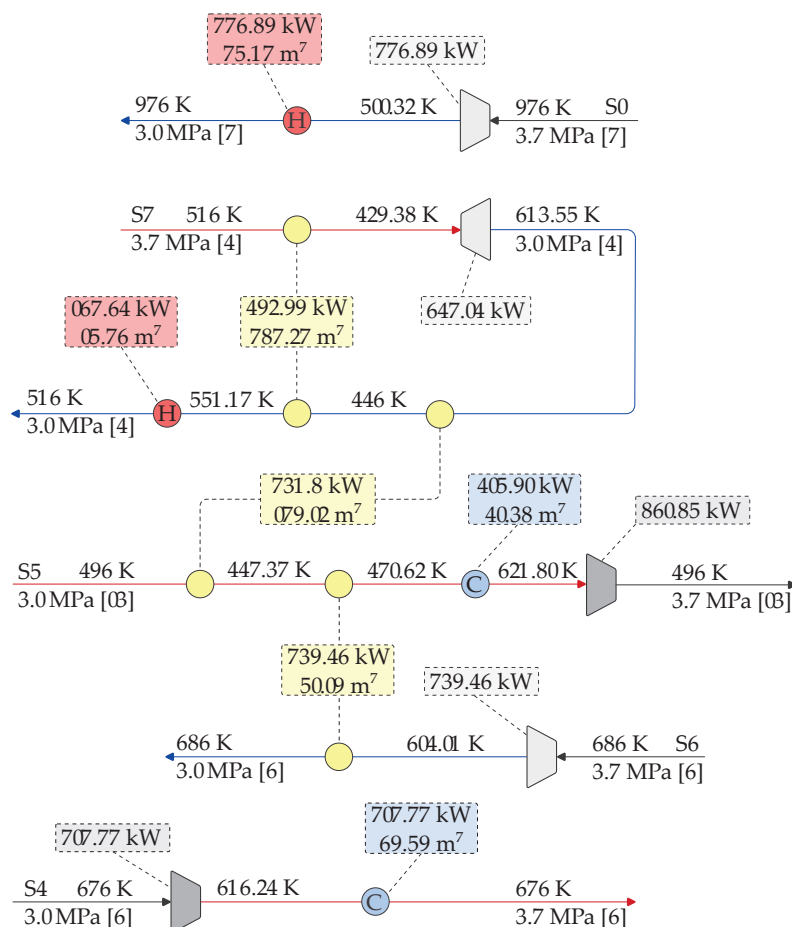 776.89 kW
75.17 m⁷
776.89 kW
976 K
500.32 K
976 K S0
H
3.0 MPa [7]
3.7 MPa [7]
S7 516 K
429.38 K
613.55 K
3.7 MPa [4]
3.0 MPa [4]
067.64 kW
05.76 m⁷
492.99 kW
787.27 m⁷
647.04 kW
516 K
551.17 K
446 K
H
3.0 MPa [4]
731.8 kW
079.02 m⁷
405.90 kW
40.38 m⁷
860.85 kW
S5 496 K
447.37 K
470.62 K
621.80 K
496 K
C
3.0 MPa [03]
3.7 MPa [03]
739.46 kW
50.09 m⁷
739.46 kW
686 K
604.01 K
686 K S6
3.0 MPa [6]
3.7 MPa [6]
707.77 kW
707.77 kW
69.59 m⁷
S4 676 K
616.24 K
676 K
C
3.0 MPa [6]
3.7 MPa [6]